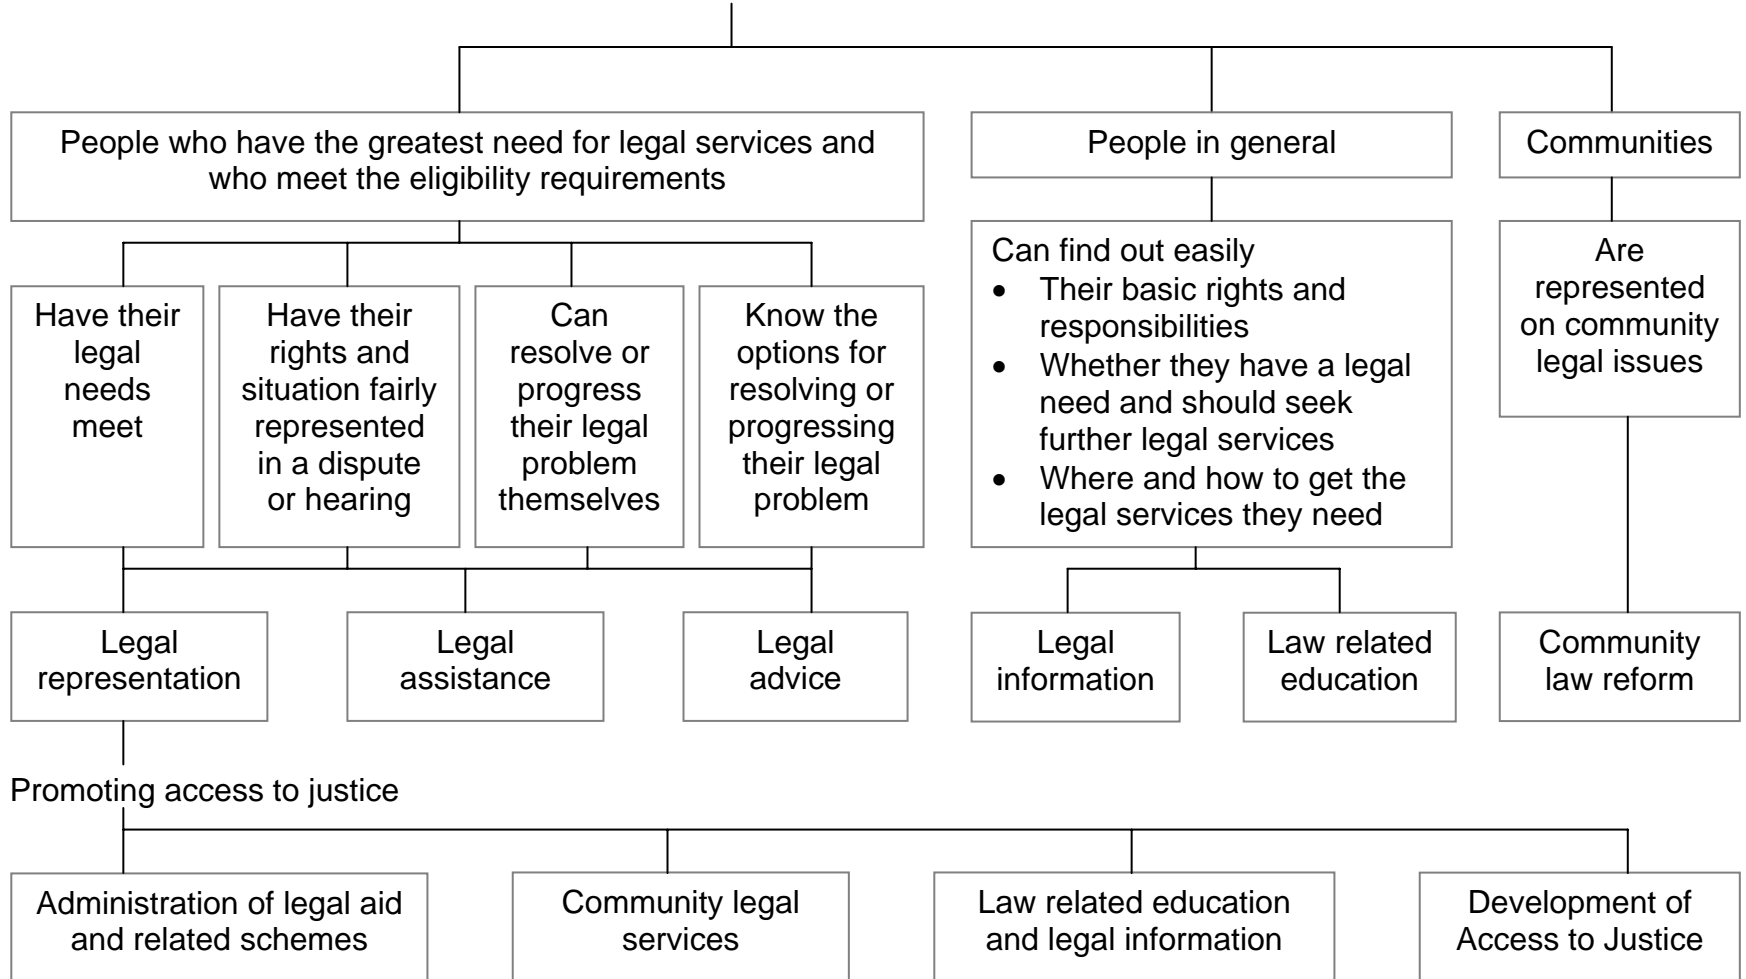 People who have the greatest need for legal services and
who meet the eligibility requirements
People in general
Communities
Have their
legal
needs
meet
Have their
rights and
situation fairly
represented
in a dispute
or hearing
Can
resolve or
progress
their legal
problem
themselves
Know the
options for
resolving or
progressing
their legal
problem
Can find out easily
• Their basic rights and
responsibilities
• Whether they have a legal
need and should seek
further legal services
• Where and how to get the
legal services they need
Are
represented
on community
legal issues
Legal
representation
Legal
assistance
Legal
advice
Legal
information
Law related
education
Community
law reform
Promoting access to justice
Administration of legal aid
and related schemes
Community legal
services
Law related education
and legal information
Development of
Access to Justice